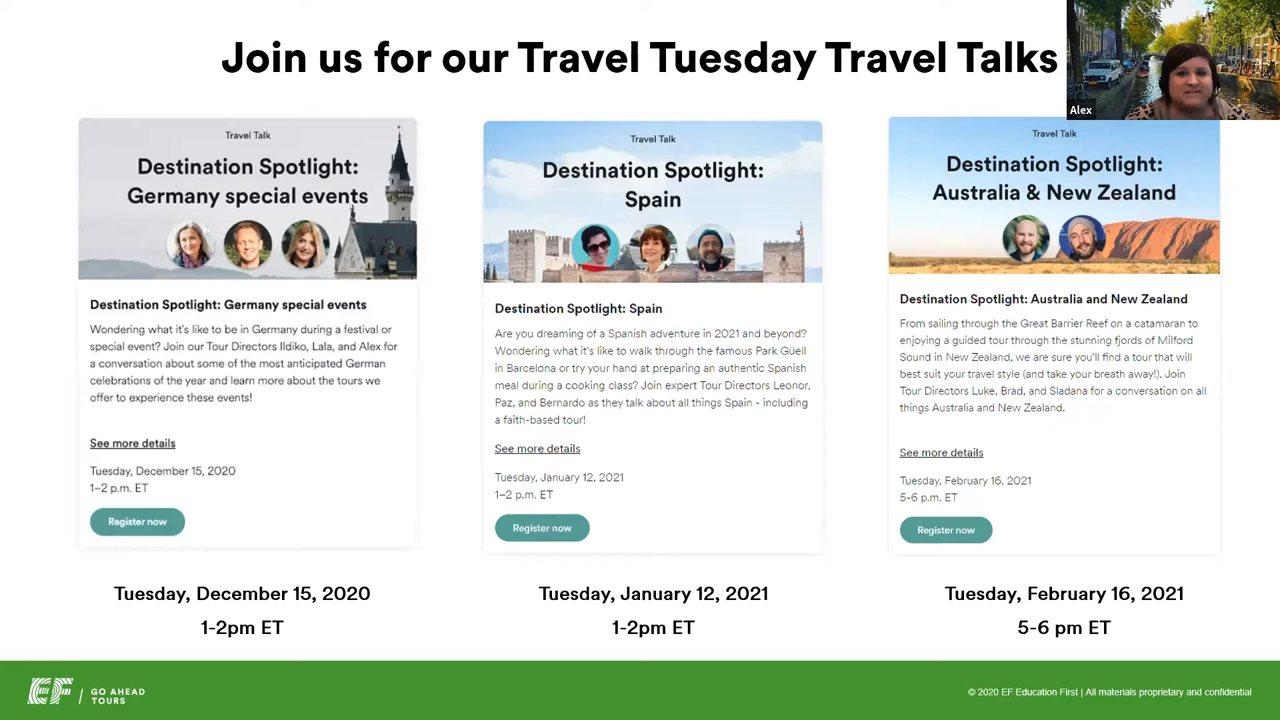 Join us for our Travel Tuesday Travel Talks
Alex
Travel Talk
Destination Spotlight:
Germany special events
Destination Spotlight: Germany special events
Wondering what it's like to be in Germany during a festival or
special event? Join our Tour Directors Ildiko, Lala, and Alex for
a conversation about some of the most anticipated German
celebrations of the year and learn more about the tours we
offer to experience these events!
See more details
Tuesday, December 15, 2020
1–2 p.m. ET
Register now
Tuesday, December 15, 2020
1-2pm ET
Travel Talk
Destination Spotlight:
Spain
Destination Spotlight: Spain
Are you dreaming of a Spanish adventure in 2021 and beyond?
Wondering what it's like to walk through the famous Park Güell
in Barcelona or try your hand at preparing an authentic Spanish
meal during a cooking class? Join expert Tour Directors Leonor,
Paz, and Bernardo as they talk about all things Spain - including
a faith-based tour!
See more details
Tuesday, January 12, 2021
1–2 p.m. ET
Register now
Tuesday, January 12, 2021
1-2pm ET
Travel Talk
Destination Spotlight:
Australia & New Zealand
Destination Spotlight: Australia and New Zealand
From sailing through the Great Barrier Reef on a catamaran to
enjoying a guided tour through the stunning fjords of Milford
Sound in New Zealand, we are sure you'll find a tour that will
best suit your travel style (and take your breath away!). Join
Tour Directors Luke, Brad, and Sladana for a conversation on all
things Australia and New Zealand.
See more details
Tuesday, February 16, 2021
5-6 p.m. ET
Register now
Tuesday, February 16, 2021
5-6 pm ET
EF / GO AHEAD
TOURS
© 2020 EF Education First | All materials proprietary and confidential